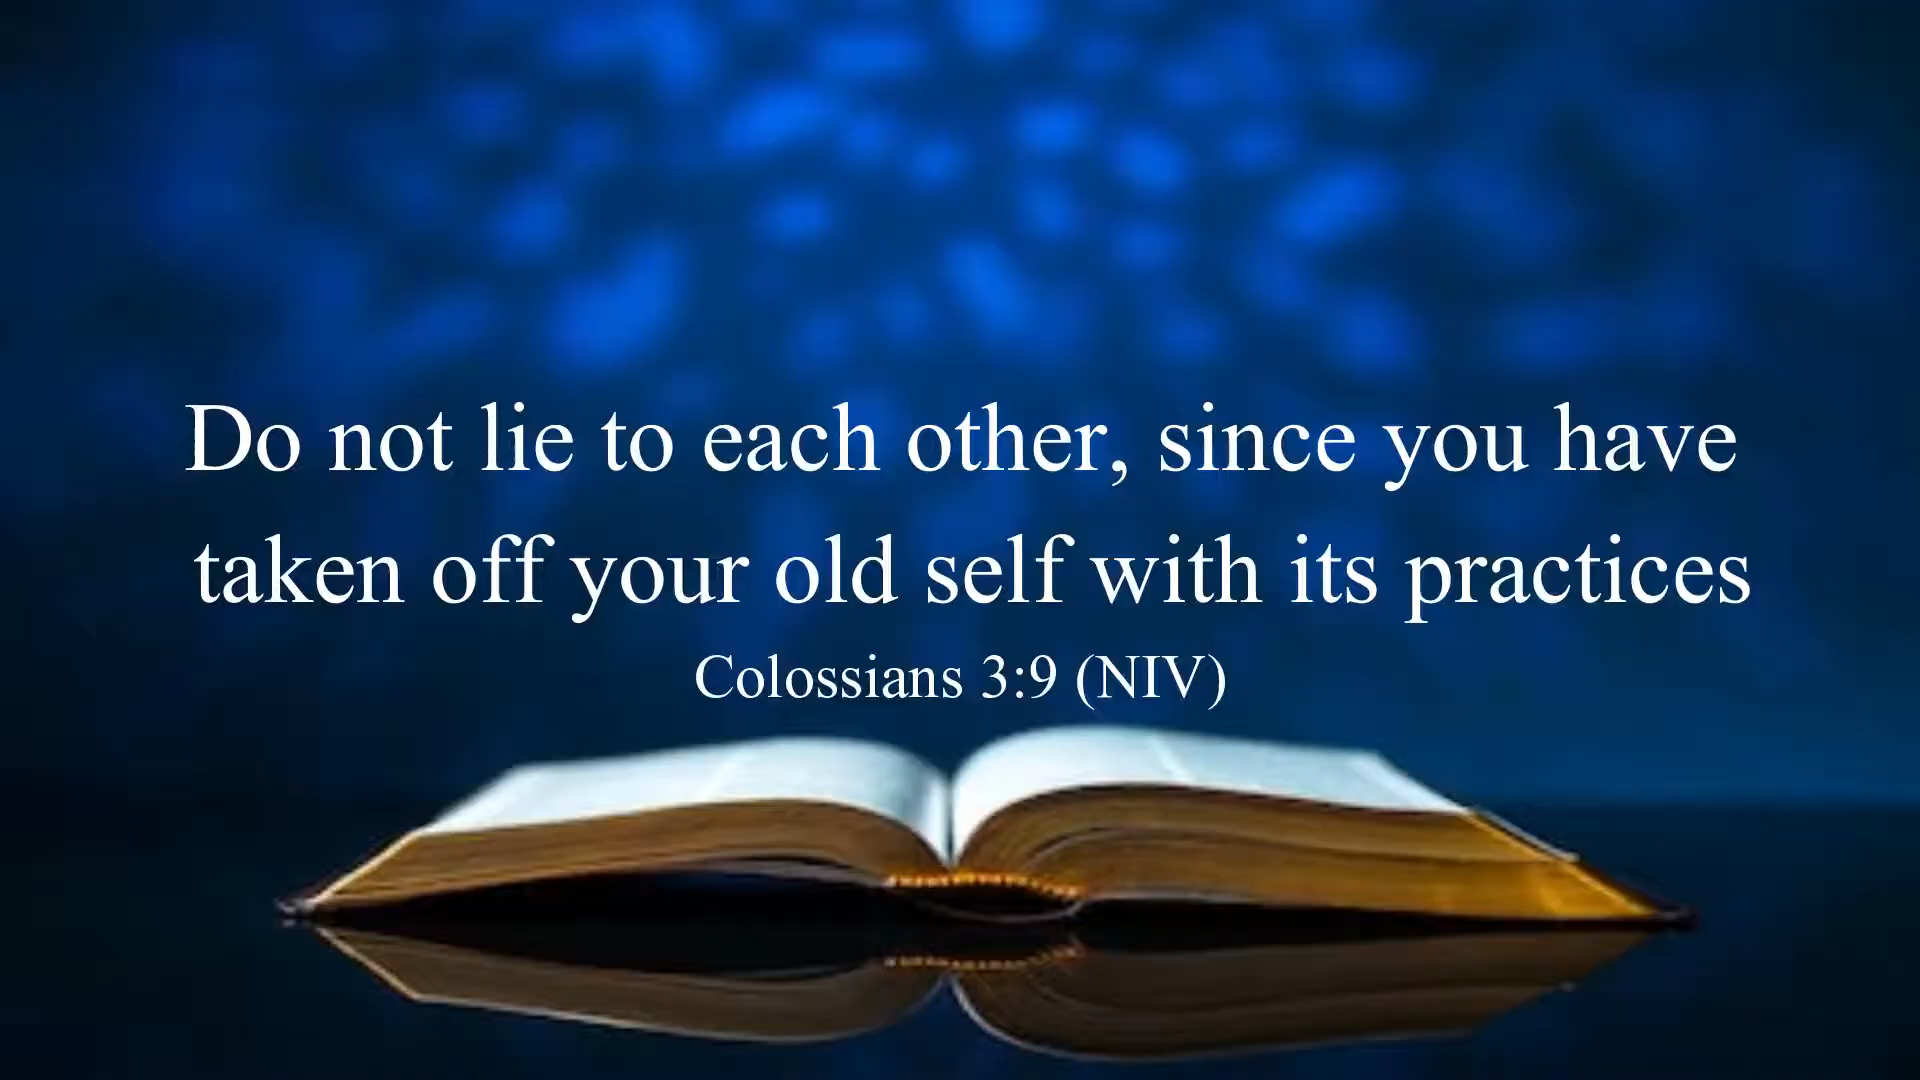 Do not lie to each other, since you have
taken off your old self with its practices
Colossians 3:9 (NIV)